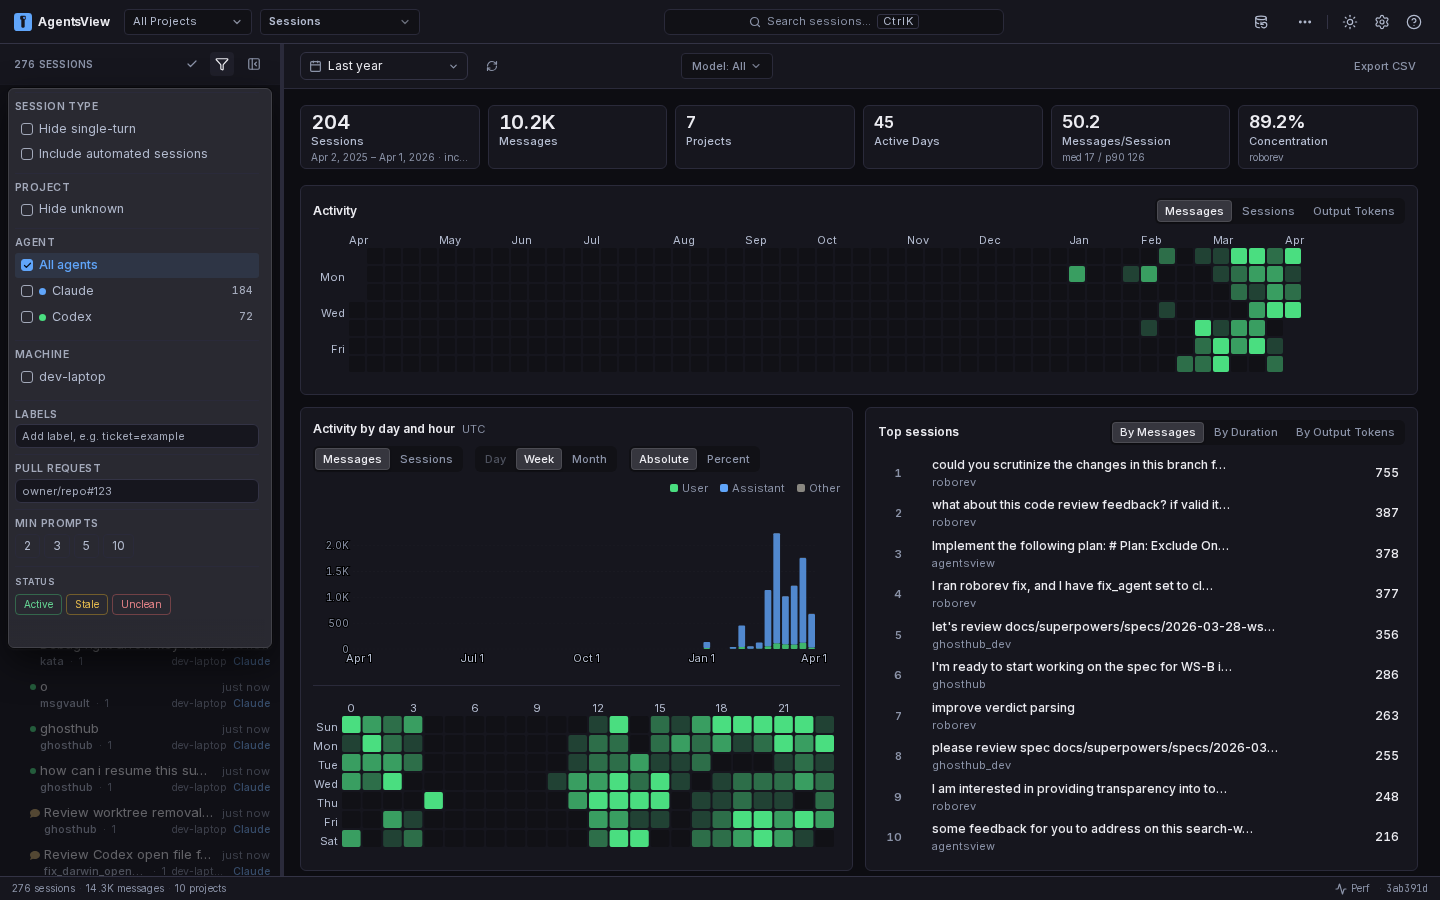 AgentsView
All Projects
Sessions
Search sessions... CtrlK
276 SESSIONS
SESSION TYPE
Hide single-turn
Include automated sessions
PROJECT
Hide unknown
AGENT
All agents
Claude 184
Codex 72
MACHINE
dev-laptop
LABELS
Add label, e.g. ticket=example
PULL REQUEST
owner/repo#123
MIN PROMPTS
2 3 5 10
STATUS
Active Stale Unclean
kata · 1 dev-laptop Claude
o just now
msgvault · 1 dev-laptop Claude
ghosthub just now
ghosthub · 1 dev-laptop Claude
how can i resume this su... just now
ghosthub · 1 dev-laptop Claude
Review worktree removal... just now
ghosthub · 1 dev-laptop Claude
Review Codex open file f... just now
fix_darwin_open... · 1 dev-lapt... Claude
Last year
Model: All
Export CSV
204
Sessions
Apr 2, 2025 – Apr 1, 2026 · inc...
10.2K
Messages
7
Projects
45
Active Days
50.2
Messages/Session
med 17 / p90 126
89.2%
Concentration
roborev
Activity
Messages Sessions Output Tokens
Apr May Jun Jul Aug Sep Oct Nov Dec Jan Feb Mar Apr
Mon
Wed
Fri
Activity by day and hour UTC
Messages Sessions Day Week Month Absolute Percent
User Assistant Other
2.0K
1.5K
1.0K
500
0
Apr 1 Jul 1 Oct 1 Jan 1 Apr 1
0 3 6 9 12 15 18 21
Sun
Mon
Tue
Wed
Thu
Fri
Sat
Top sessions
By Messages By Duration By Output Tokens
1 could you scrutinize the changes in this branch f... 755
roborev
2 what about this code review feedback? if valid it... 387
roborev
3 Implement the following plan: # Plan: Exclude On... 378
agentsview
4 I ran roborev fix, and I have fix_agent set to cl... 377
roborev
5 let's review docs/superpowers/specs/2026-03-28-ws... 356
ghosthub_dev
6 I'm ready to start working on the spec for WS-B i... 286
ghosthub
7 improve verdict parsing 263
roborev
8 please review spec docs/superpowers/specs/2026-03... 255
ghosthub_dev
9 I am interested in providing transparency into to... 248
roborev
10 some feedback for you to address on this search-w... 216
agentsview
276 sessions 14.3K messages 10 projects
Perf 3ab391d